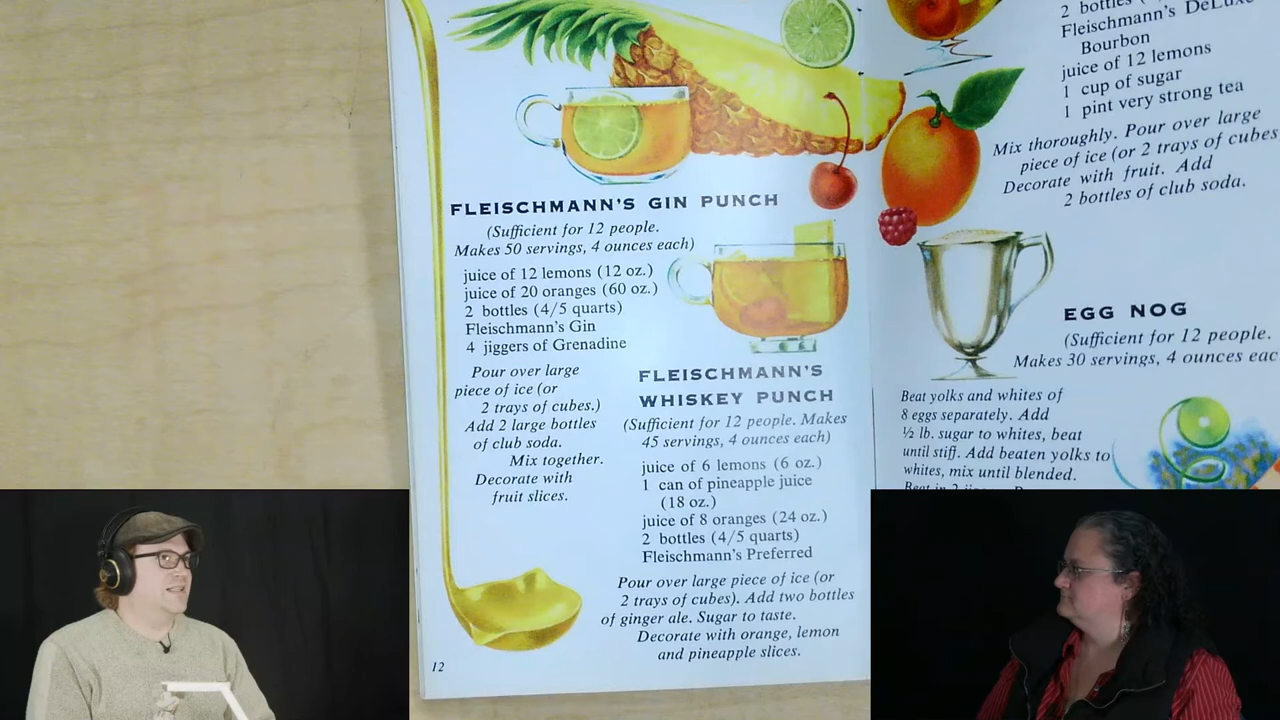 FLEISCHMANN'S GIN PUNCH
(Sufficient for 12 people.
Makes 50 servings, 4 ounces each)
juice of 12 lemons (12 oz.)
juice of 20 oranges (60 oz.)
2 bottles (4/5 quarts)
Fleischmann's Gin
4 jiggers of Grenadine
Pour over large
piece of ice (or
2 trays of cubes.)
Add 2 large bottles
of club soda.
Mix together.
Decorate with
fruit slices.
FLEISCHMANN'S
WHISKEY PUNCH
(Sufficient for 12 people. Makes
45 servings, 4 ounces each)
juice of 6 lemons (6 oz.)
1 can of pineapple juice
(18 oz.)
juice of 8 oranges (24 oz.)
2 bottles (4/5 quarts)
Fleischmann's Preferred
Pour over large piece of ice (or
2 trays of cubes). Add two bottles
of ginger ale. Sugar to taste.
Decorate with orange, lemon
and pineapple slices.
12
2 bottles
Fleischmann's DeLuxe
Bourbon
juice of 12 lemons
1 cup of sugar
1 pint very strong tea
Mix thoroughly. Pour over large
piece of ice (or 2 trays of cubes
Decorate with fruit. Add
2 bottles of club soda.
EGG NOG
(Sufficient for 12 people.
Makes 30 servings, 4 ounces eac
Beat yolks and whites of
8 eggs separately. Add
½ lb. sugar to whites, beat
until stiff. Add beaten yolks to
whites, mix until blended.